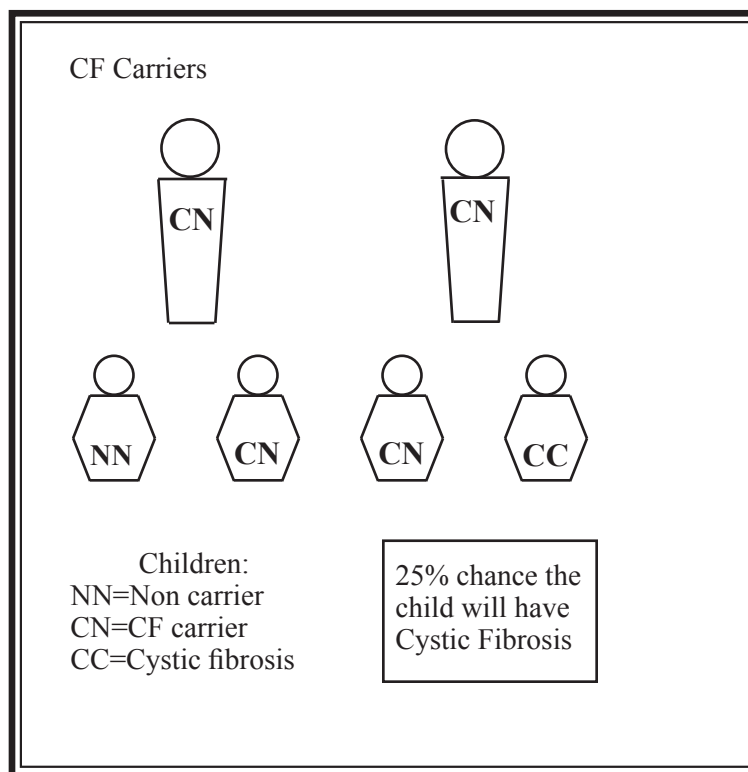 CF Carriers
CN
CN
NN
CN
CN
CC
Children:
NN=Non carrier
CN=CF carrier
CC=Cystic fibrosis
25% chance the
child will have
Cystic Fibrosis